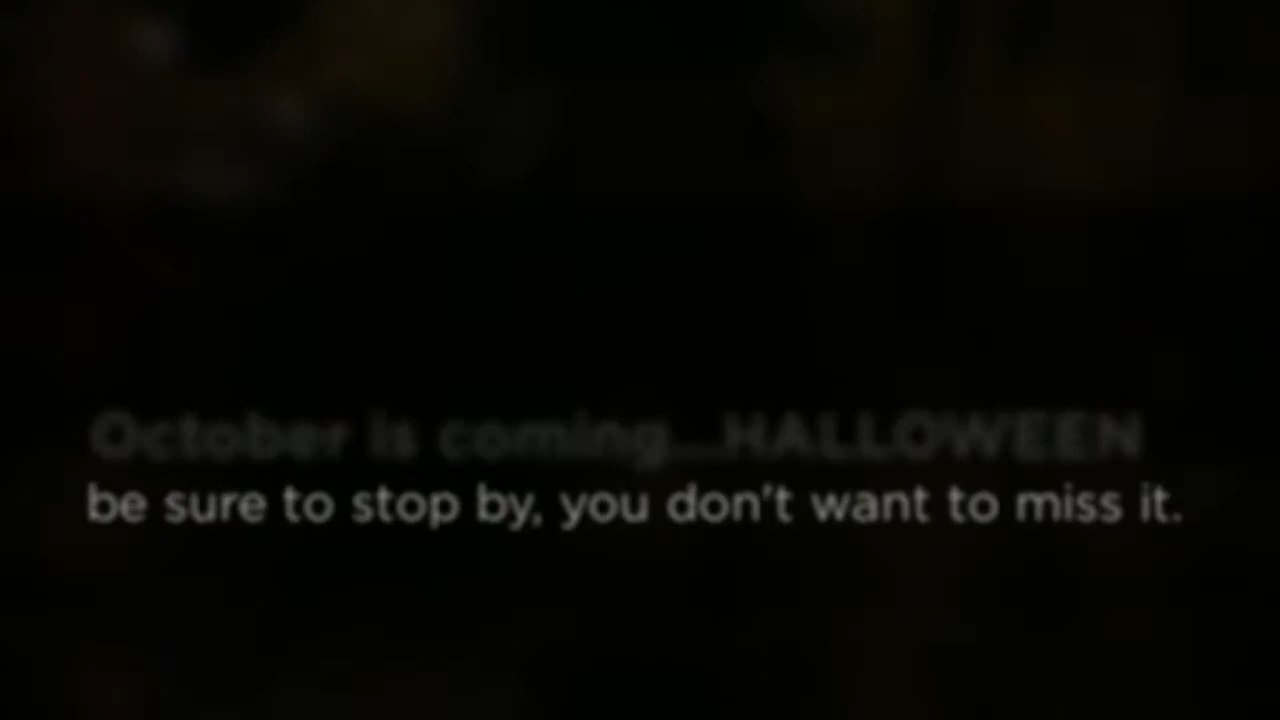 October is coming...HALLOWEEN
be sure to stop by, you don't want to miss it.